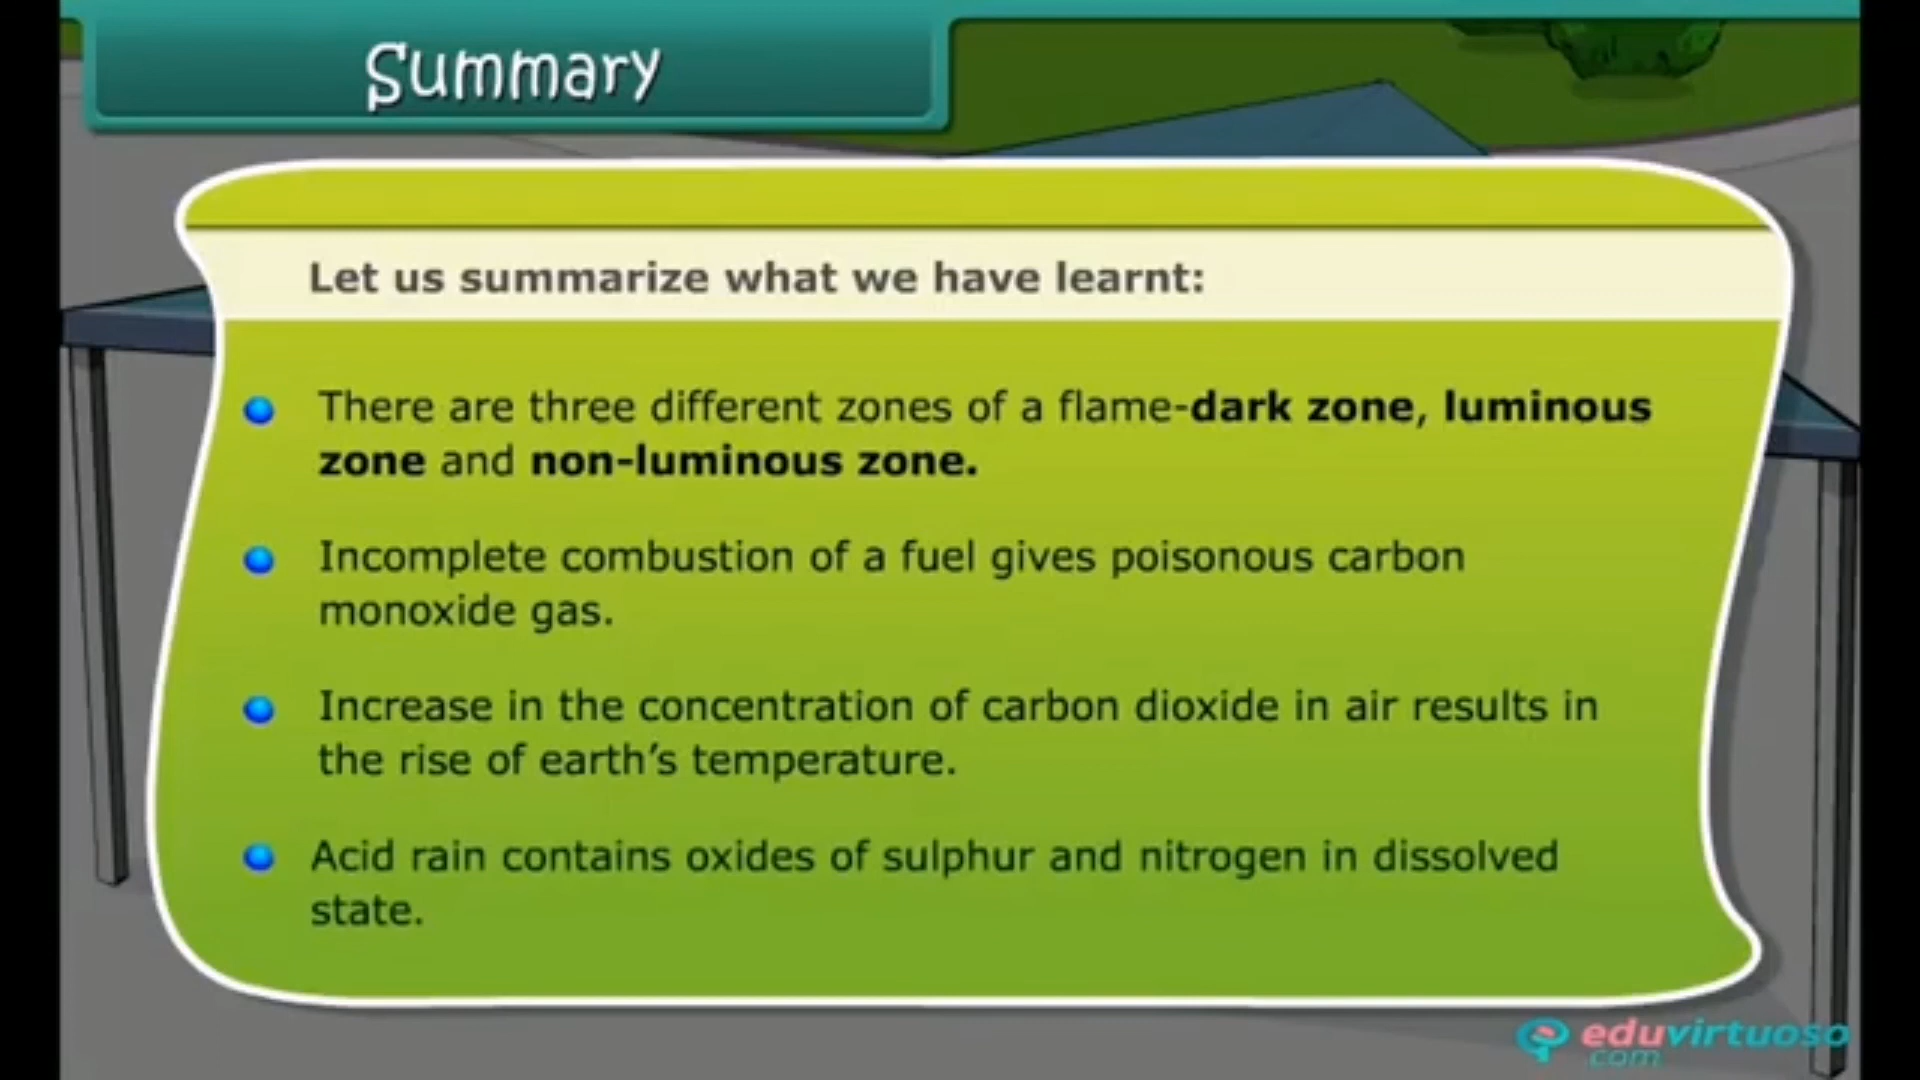 Summary
Let us summarize what we have learnt:
There are three different zones of a flame-dark zone, luminous
zone and non-luminous zone.
Incomplete combustion of a fuel gives poisonous carbon
monoxide gas.
Increase in the concentration of carbon dioxide in air results in
the rise of earth's temperature.
Acid rain contains oxides of sulphur and nitrogen in dissolved
state.
eduvirtuoso
.com